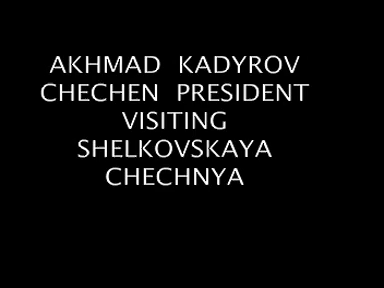 AKHMAD KADYROV
CHECHEN PRESIDENT
VISITING
SHELKOVSKAYA
CHECHNYA